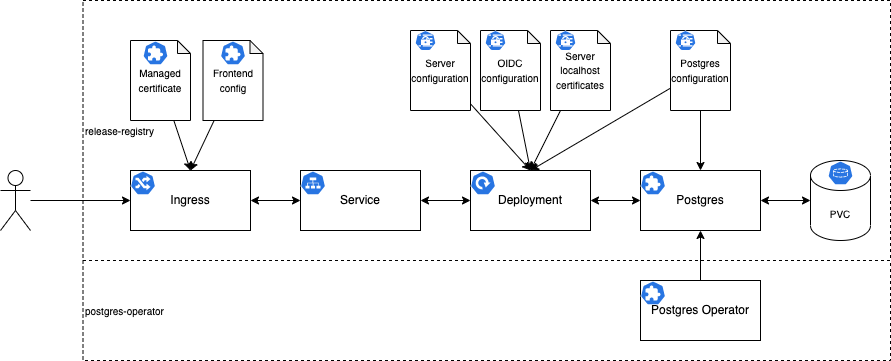 Managed
certificate
Frontend
config
Server
configuration
OIDC
configuration
Server
localhost
certificates
Postgres
configuration
release-registry
Ingress
Service
Deployment
Postgres
PVC
postgres-operator
Postgres Operator